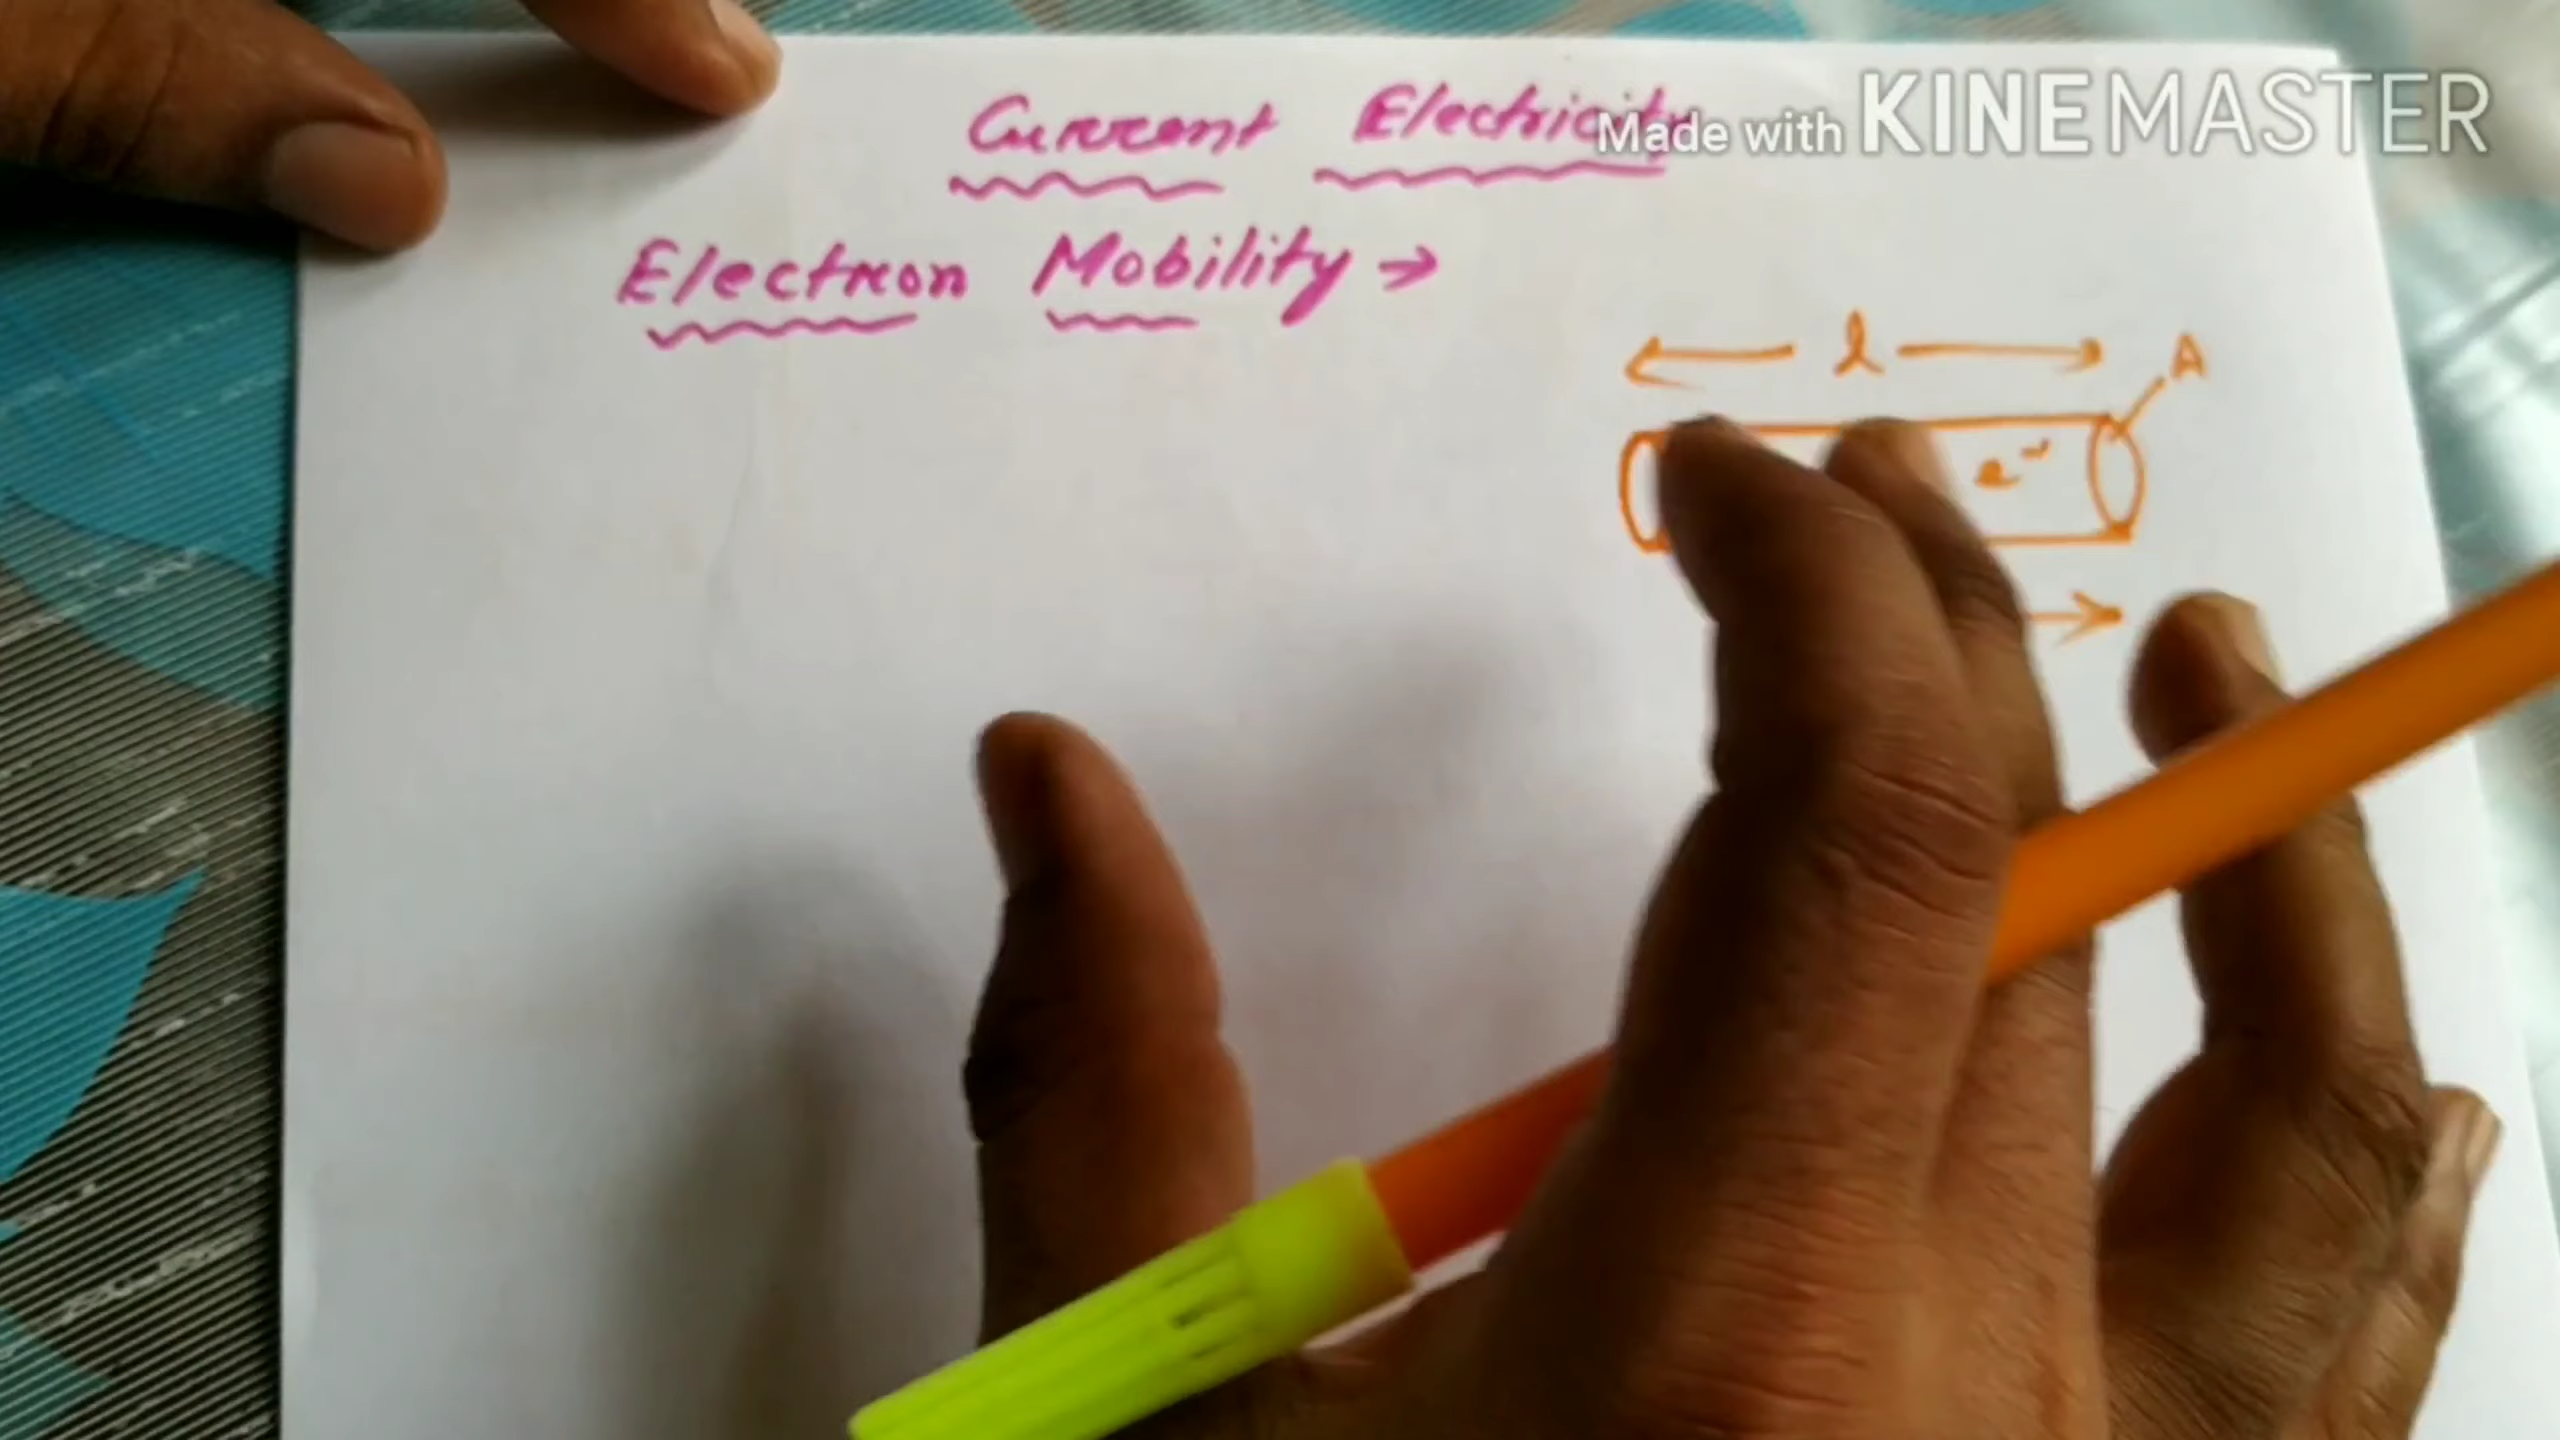 Current Electricity
Made with KINEMASTER
Electron Mobility →
l
A
e⁻